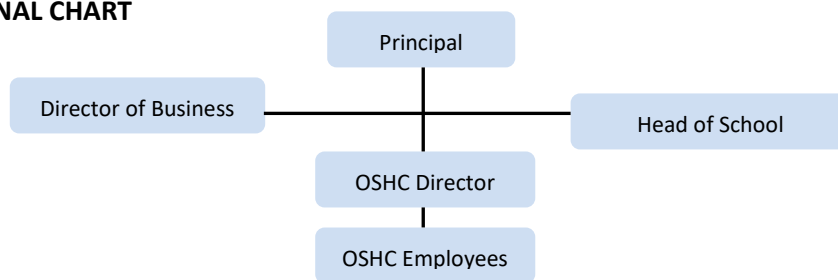 NAL CHART
Principal
Director of Business
Head of School
OSHC Director
OSHC Employees